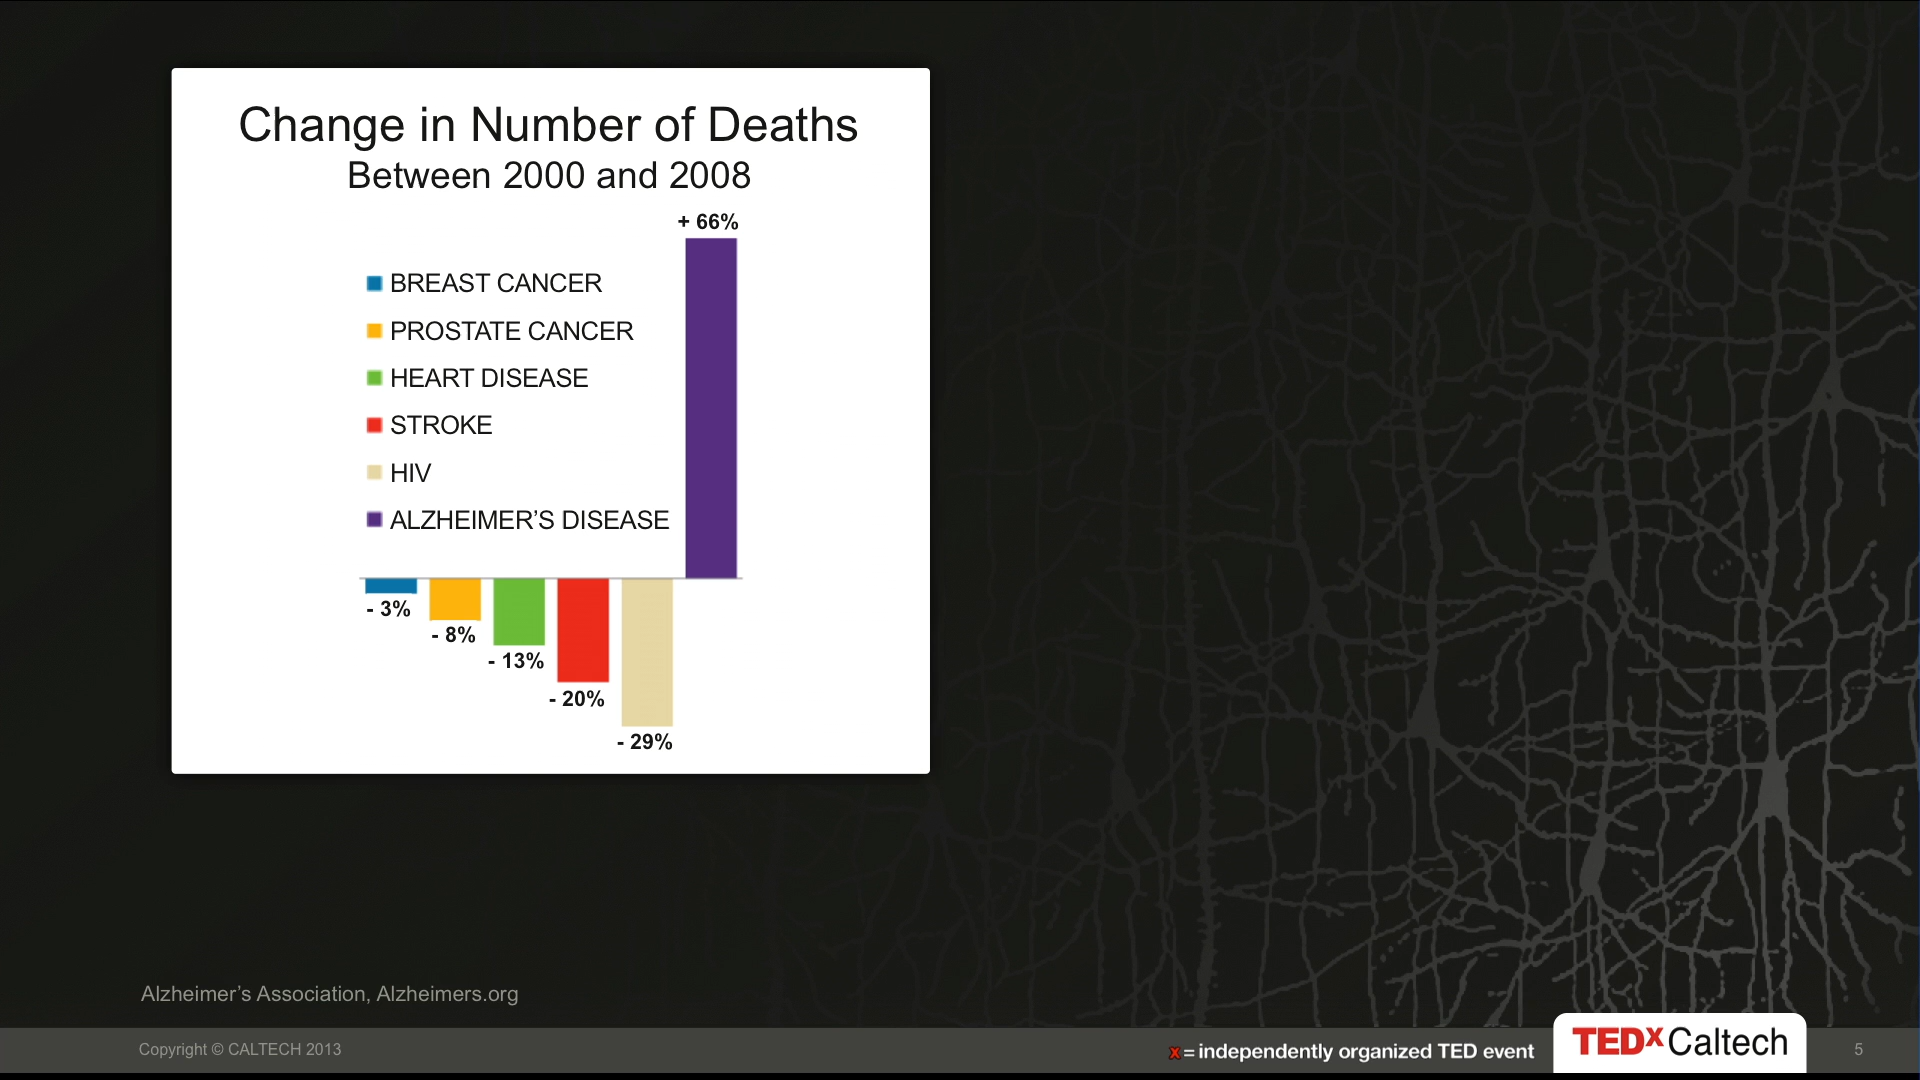 Change in Number of Deaths
Between 2000 and 2008
+ 66%
BREAST CANCER
PROSTATE CANCER
HEART DISEASE
STROKE
HIV
ALZHEIMER’S DISEASE
- 3%
- 8%
- 13%
- 20%
- 29%
Alzheimer’s Association, Alzheimers.org
Copyright © CALTECH 2013
x = independently organized TED event
TEDx Caltech
5